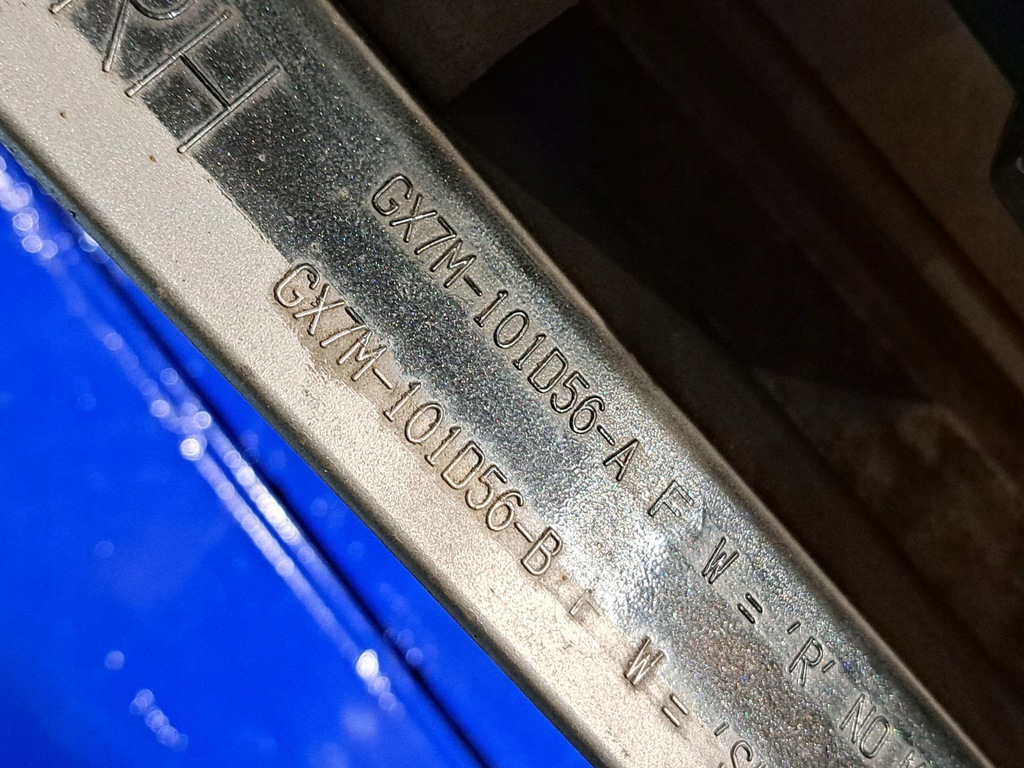 RH
GX7M-101D56-A F W = 'R' NO
GX7M-101D56-B F W = 'S